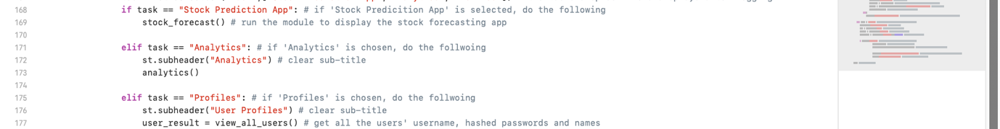 168 if task == "Stock Prediction App": # if 'Stock Predicition App' is selected, do the following
169 stock_forecast() # run the module to display the stock forecasting app
170
171 elif task == "Analytics": # if 'Analytics' is chosen, do the follwoing
172 st.subheader("Analytics") # clear sub-title
173 analytics()
174
175 elif task == "Profiles": # if 'Profiles' is chosen, do the follwoing
176 st.subheader("User Profiles") # clear sub-title
177 user_result = view_all_users() # get all the users' username, hashed passwords and names